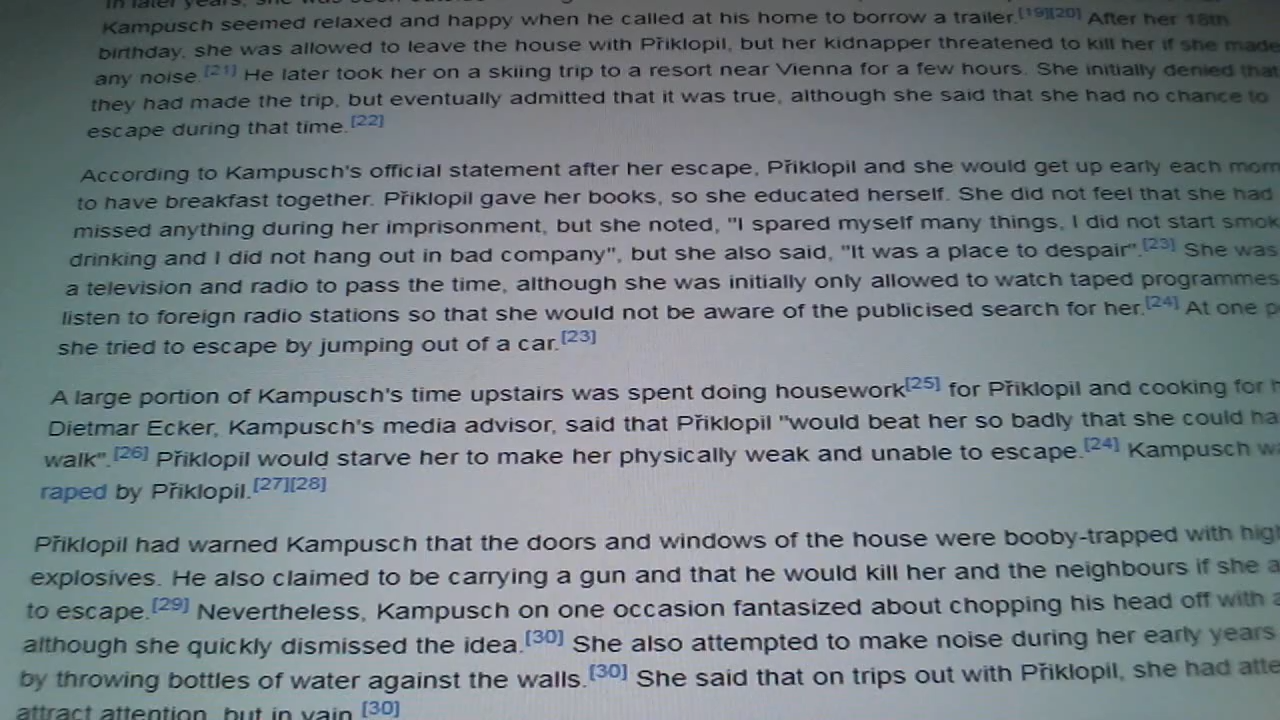 In later years, she was seen outside
Kampusch seemed relaxed and happy when he called at his home to borrow a trailer.[19][20] After her 18th
birthday, she was allowed to leave the house with Přiklopil, but her kidnapper threatened to kill her if she made
any noise.[21] He later took her on a skiing trip to a resort near Vienna for a few hours. She initially denied that
they had made the trip, but eventually admitted that it was true, although she said that she had no chance to
escape during that time.[22]
According to Kampusch's official statement after her escape, Přiklopil and she would get up early each morn
to have breakfast together. Přiklopil gave her books, so she educated herself. She did not feel that she had
missed anything during her imprisonment, but she noted, "I spared myself many things, I did not start smok
drinking and I did not hang out in bad company", but she also said, "It was a place to despair".[23] She was
a television and radio to pass the time, although she was initially only allowed to watch taped programmes
listen to foreign radio stations so that she would not be aware of the publicised search for her.[24] At one p
she tried to escape by jumping out of a car.[23]
A large portion of Kampusch's time upstairs was spent doing housework[25] for Přiklopil and cooking for h
Dietmar Ecker, Kampusch's media advisor, said that Přiklopil "would beat her so badly that she could ha
walk".[26] Přiklopil would starve her to make her physically weak and unable to escape.[24] Kampusch wa
raped by Přiklopil.[27][28]
Přiklopil had warned Kampusch that the doors and windows of the house were booby-trapped with high
explosives. He also claimed to be carrying a gun and that he would kill her and the neighbours if she a
to escape.[29] Nevertheless, Kampusch on one occasion fantasized about chopping his head off with a
although she quickly dismissed the idea.[30] She also attempted to make noise during her early years
by throwing bottles of water against the walls.[30] She said that on trips out with Přiklopil, she had atte
attract attention, but in vain.[30]